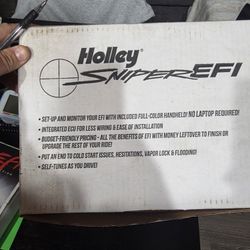 Holley
SNIPER EFI
• SET-UP AND MONITOR YOUR EFI WITH INCLUDED FULL-COLOR HANDHELD! NO LAPTOP REQUIRED!
• INTEGRATED ECU FOR LESS WIRING & EASE OF INSTALLATION
• BUDGET-FRIENDLY PRICING - ALL THE BENEFITS OF EFI WITH MONEY LEFTOVER TO FINISH OR
UPGRADE THE REST OF YOUR RIDE!
• PUT AN END TO COLD START ISSUES, HESITATIONS, VAPOR LOCK & FLOODING!
• SELF-TUNES AS YOU DRIVE!